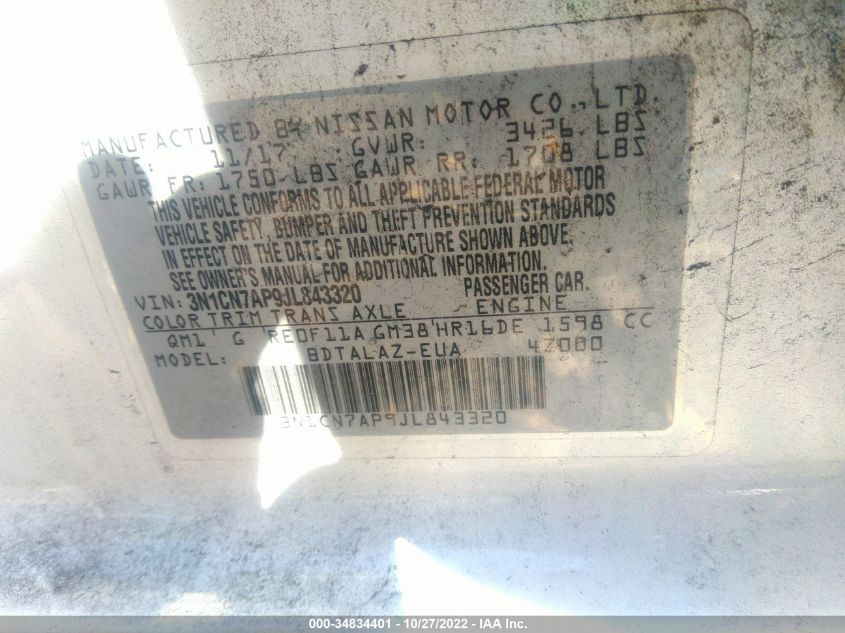 MANUFACTURED BY NISSAN MOTOR CO., LTD.
DATE: 11/17 GVWR: 3426 LBS
GAWR FR: 1750 LBS GAWR RR: 1708 LBS
THIS VEHICLE CONFORMS TO ALL APPLICABLE FEDERAL MOTOR
VEHICLE SAFETY, BUMPER AND THEFT PREVENTION STANDARDS
IN EFFECT ON THE DATE OF MANUFACTURE SHOWN ABOVE.
SEE OWNER'S MANUAL FOR ADDITIONAL INFORMATION.
VIN: 3N1CN7AP9JL843320 PASSENGER CAR.
COLOR TRIM TRANS AXLE ENGINE
QM1 G RE0F11A GM38 HR16DE 1598 CC
MODEL: BDTALAZ-EUA 42000
3N1CN7AP9JL843320
000-34834401 - 10/27/2022 - IAA Inc.